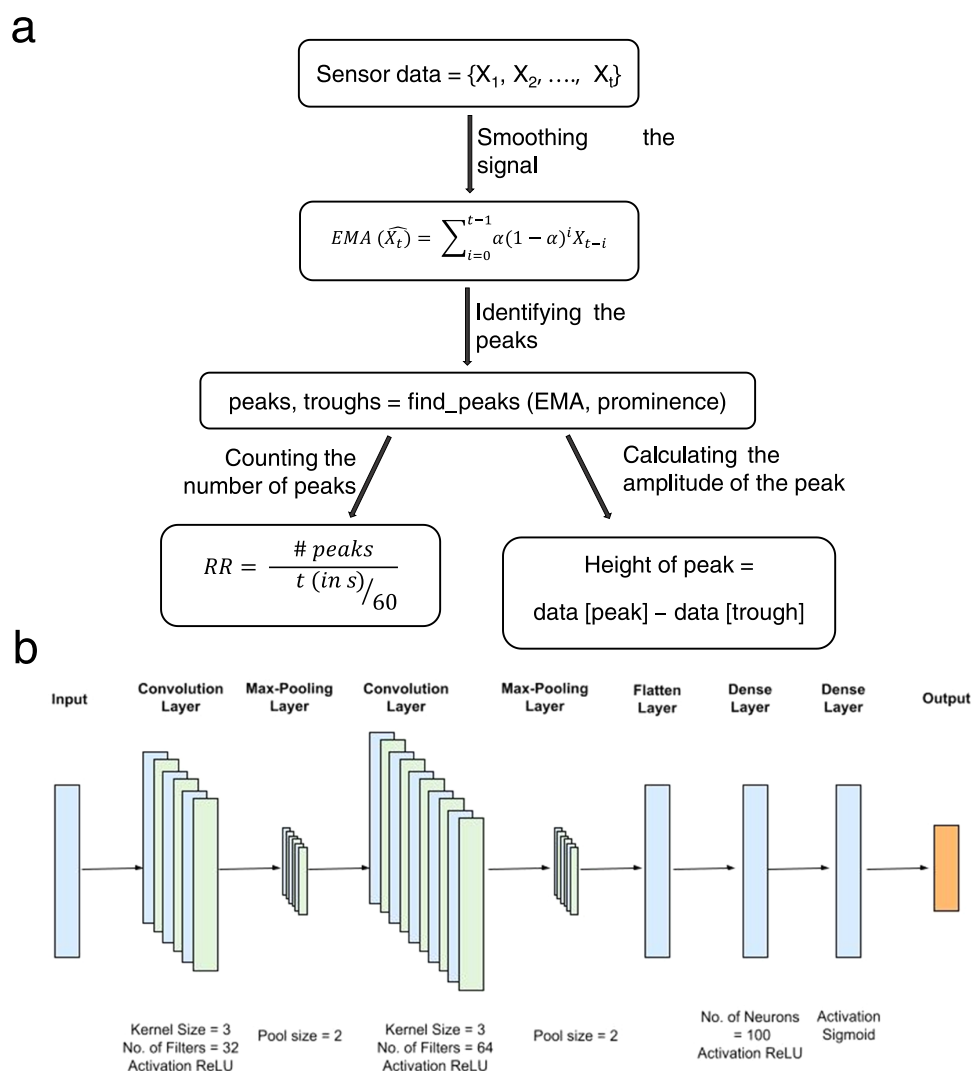 a
Sensor data = {X₁, X₂, …., Xₜ}
Smoothing the
signal
EMA (X̂ₜ) = ∑ᵢ₌₀ᵗ⁻¹ α(1 − α)ⁱXₜ₋ᵢ
Identifying the
peaks
peaks, troughs = find_peaks (EMA, prominence)
Counting the
number of peaks
Calculating the
amplitude of the peak
RR = # peaks
t (in s)/60
Height of peak =
data [peak] – data [trough]
b
Input
Convolution
Layer
Max-Pooling
Layer
Convolution
Layer
Max-Pooling
Layer
Flatten
Layer
Dense
Layer
Dense
Layer
Output
Kernel Size = 3
No. of Filters = 32
Activation ReLU
Pool size = 2
Kernel Size = 3
No. of Filters = 64
Activation ReLU
Pool size = 2
No. of Neurons
= 100
Activation ReLU
Activation
Sigmoid